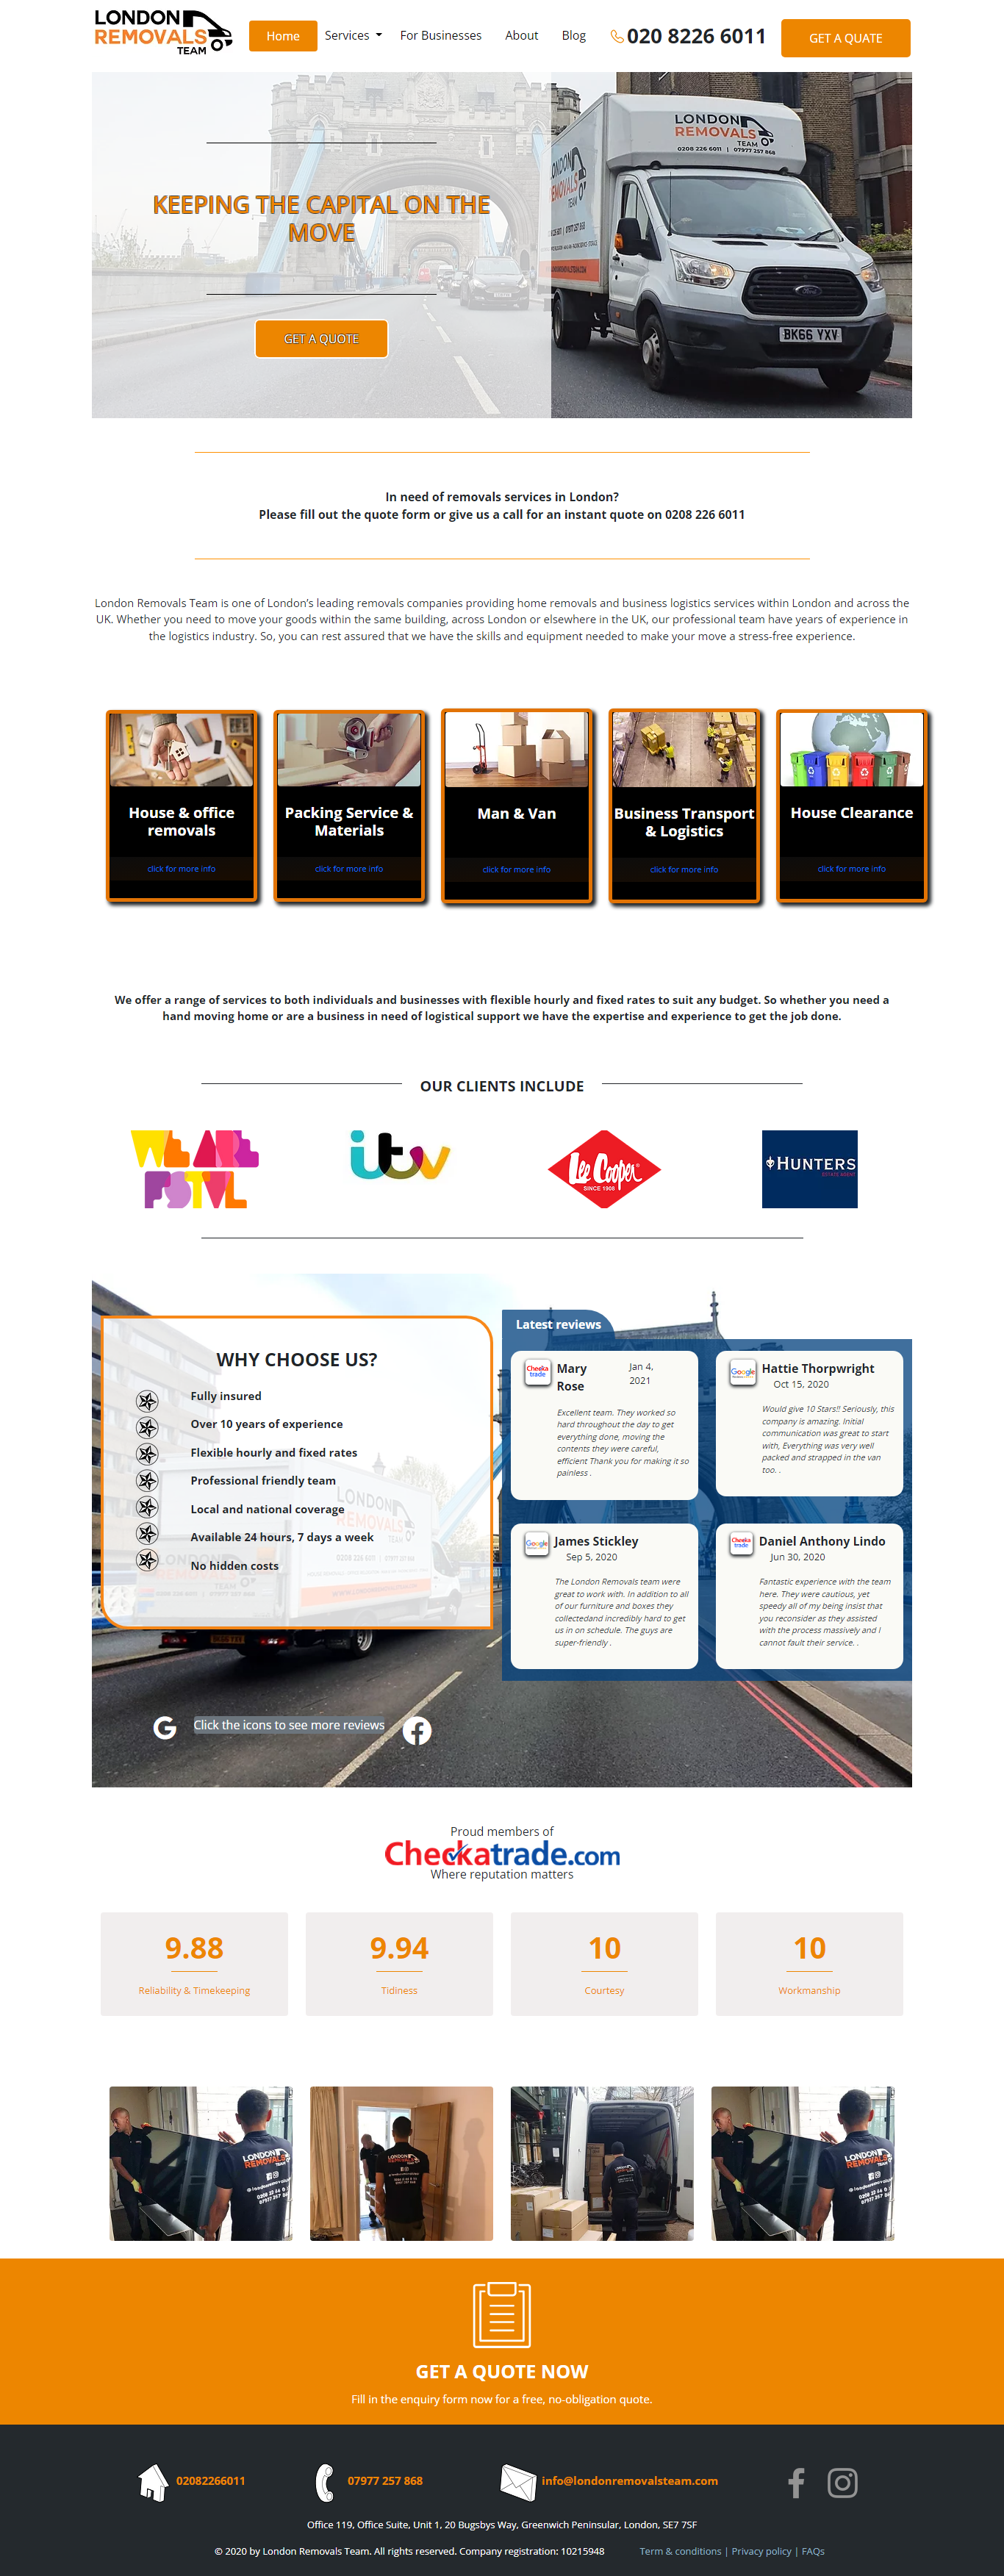 LONDON
REMOVALS
TEAM
Home
Services
For Businesses
About
Blog
020 8226 6011
GET A QUATE
KEEPING THE CAPITAL ON THE
MOVE
GET A QUOTE
LONDON
REMOVALS
TEAM
0208 226 6011 | 07977 257 868
BK66 YXV
In need of removals services in London?
Please fill out the quote form or give us a call for an instant quote on 0208 226 6011
London Removals Team is one of London's leading removals companies providing home removals and business logistics services within London and across the
UK. Whether you need to move your goods within the same building, across London or elsewhere in the UK, our professional team have years of experience in
the logistics industry. So, you can rest assured that we have the skills and equipment needed to make your move a stress-free experience.
House & office
removals
click for more info
Packing Service &
Materials
click for more info
Man & Van
click for more info
Business Transport
& Logistics
click for more info
House Clearance
click for more info
We offer a range of services to both individuals and businesses with flexible hourly and fixed rates to suit any budget. So whether you need a
hand moving home or are a business in need of logistical support we have the expertise and experience to get the job done.
OUR CLIENTS INCLUDE
WE ARE
FSTVL
itv
Lee Cooper
SINCE 1908
HUNTERS
WHY CHOOSE US?
Fully insured
Over 10 years of experience
Flexible hourly and fixed rates
Professional friendly team
Local and national coverage
Available 24 hours, 7 days a week
No hidden costs
Latest reviews
Checka
trade
Mary
Rose
Jan 4,
2021
Excellent team. They worked so
hard throughout the day to get
everything done, moving the
contents they were careful,
efficient Thank you for making it so
painless .
Google
Hattie Thorpwright
Oct 15, 2020
Would give 10 Stars!! Seriously, this
company is amazing. Initial
communication was great to start
with, Everything was very well
packed and strapped in the van
too. .
Google
James Stickley
Sep 5, 2020
The London Removals team were
great to work with. In addition to all
of our furniture and boxes they
collectedand incredibly hard to get
us in on schedule. The guys are
super-friendly .
Checka
trade
Daniel Anthony Lindo
Jun 30, 2020
Fantastic experience with the team
here. They were cautious, yet
speedy all of my being insist that
you reconsider as they assisted
with the process massively and I
cannot fault their service. .
Click the icons to see more reviews
Proud members of
Checkatrade.com
Where reputation matters
9.88
Reliability & Timekeeping
9.94
Tidiness
10
Courtesy
10
Workmanship
LONDON
REMOVALS
LONDON
REMOVALS
GET A QUOTE NOW
Fill in the enquiry form now for a free, no-obligation quote.
02082266011
07977 257 868
info@londonremovalsteam.com
Office 119, Office Suite, Unit 1, 20 Bugsbys Way, Greenwich Peninsular, London, SE7 7SF
© 2020 by London Removals Team. All rights reserved. Company registration: 10215948
Term & conditions | Privacy policy | FAQs